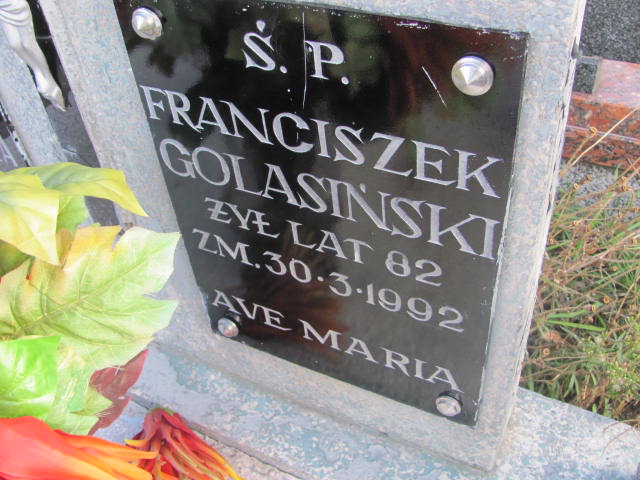 Ś. P.
FRANCISZEK
GOLASIŃSKI
ŻYŁ LAT 82
ZM. 30·3·1992
AVE MARIA